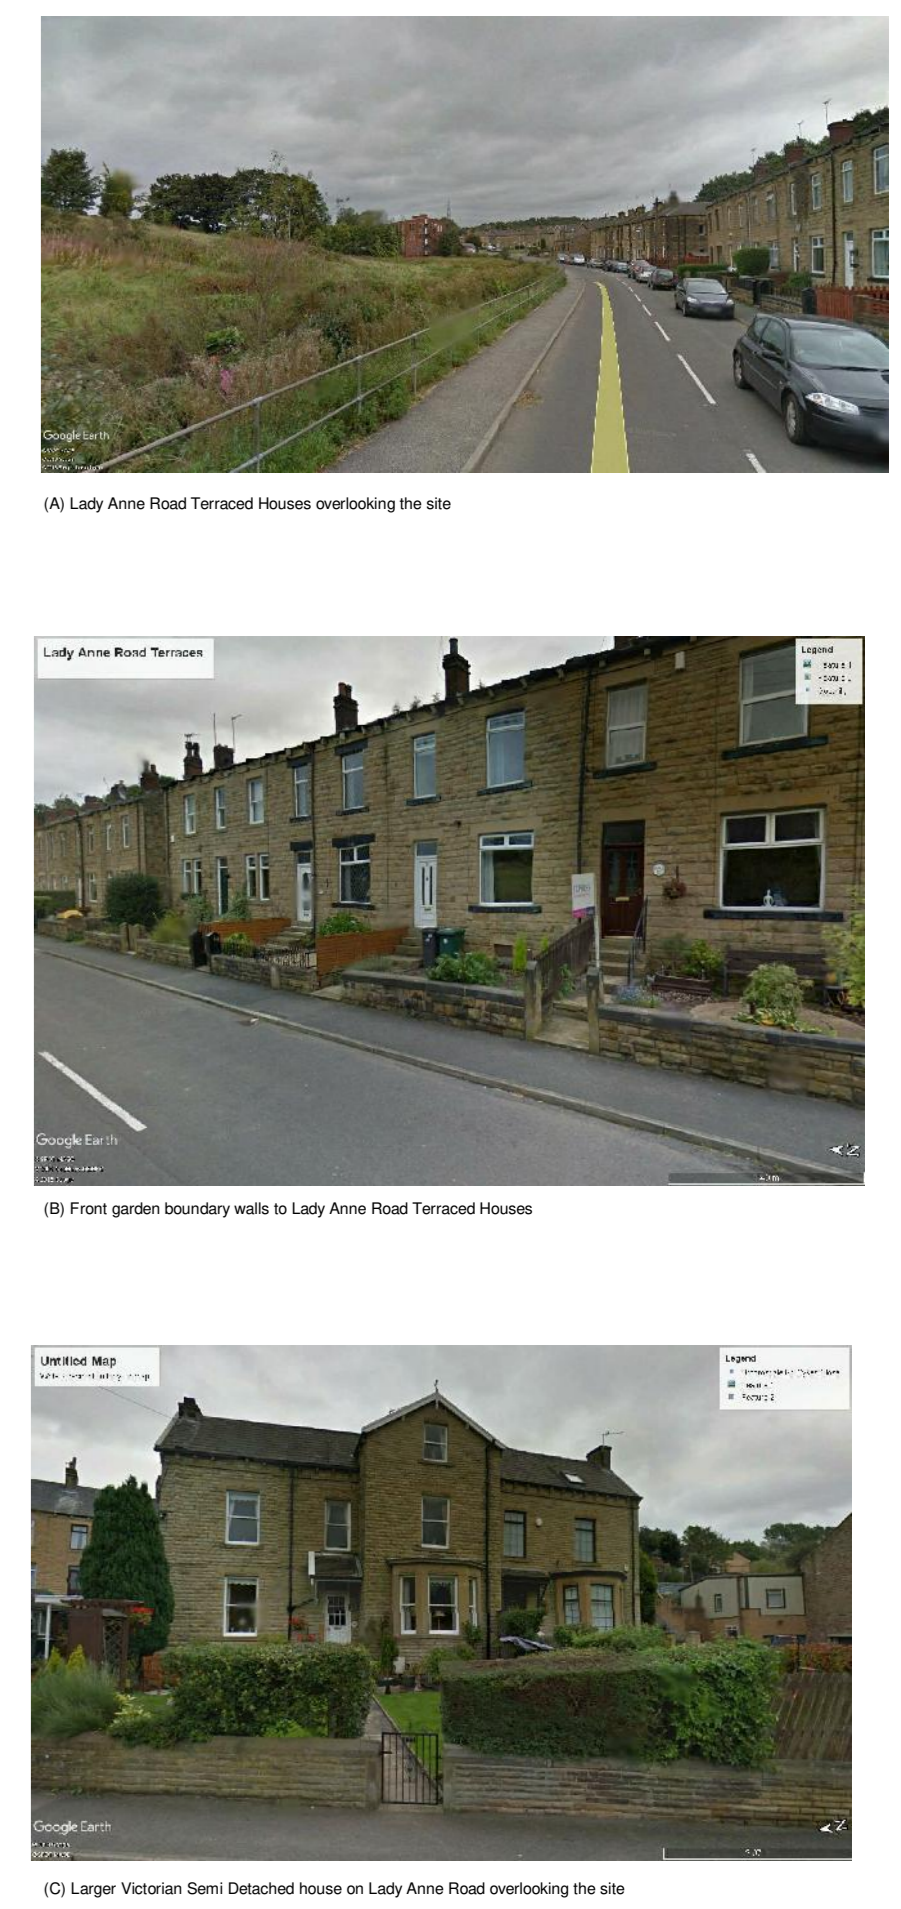 Google Earth
(A) Lady Anne Road Terraced Houses overlooking the site
Lady Anne Road Terraces
Legend
Google Earth
(B) Front garden boundary walls to Lady Anne Road Terraced Houses
Untitled Map
Legend
Feature 2
Google Earth
(C) Larger Victorian Semi Detached house on Lady Anne Road overlooking the site